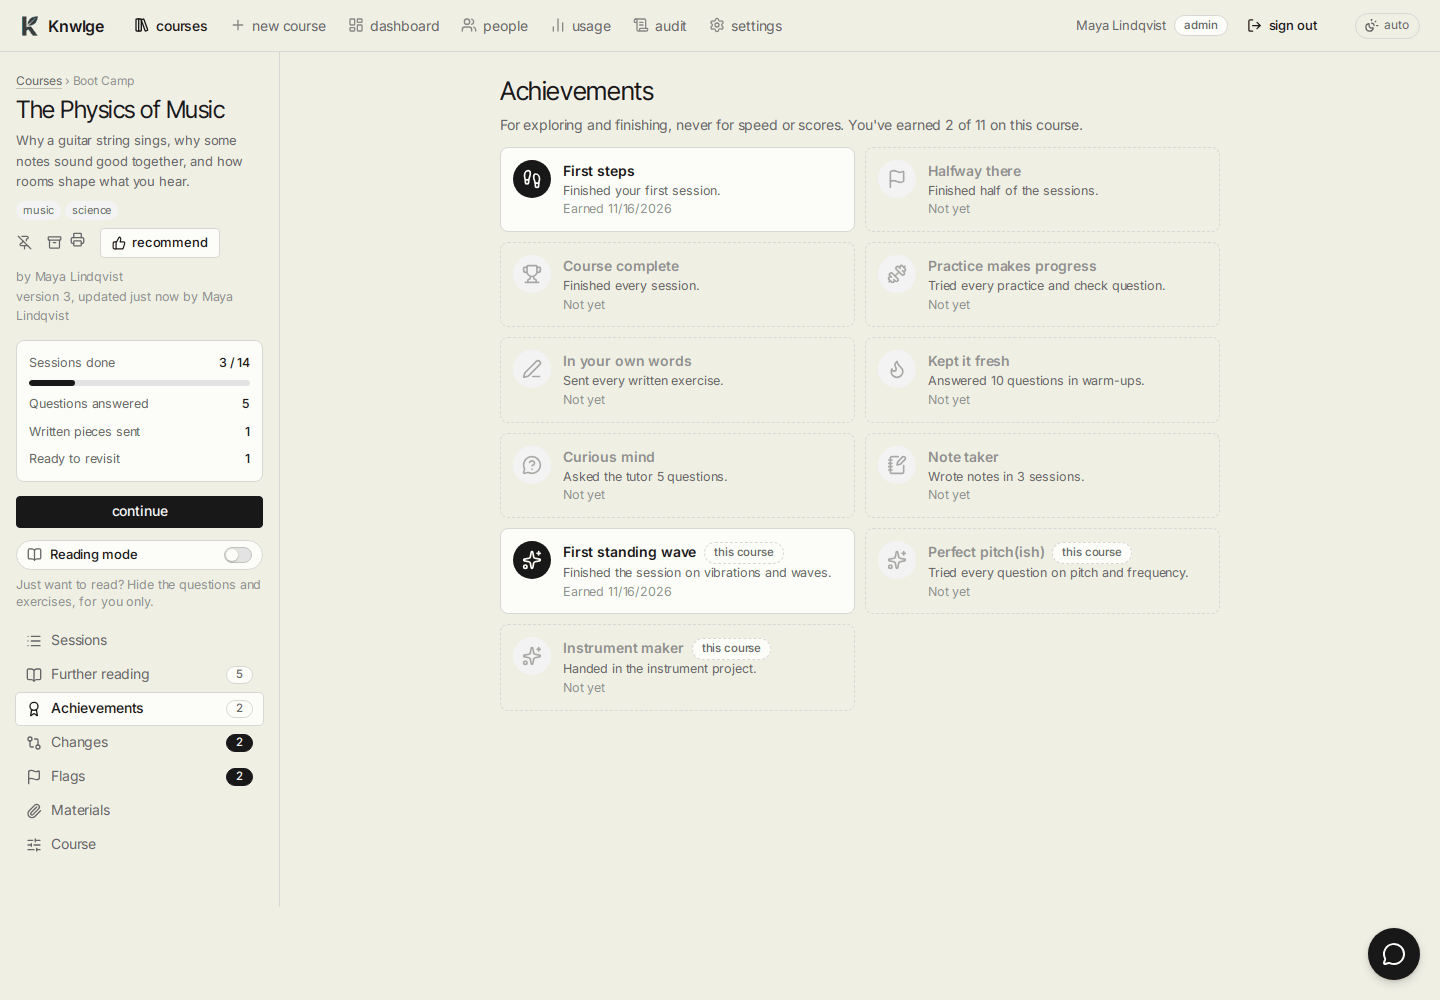 Knwlge
courses
new course
dashboard
people
usage
audit
settings
Maya Lindqvist
admin
sign out
auto
Courses › Boot Camp
The Physics of Music
Why a guitar string sings, why some
notes sound good together, and how
rooms shape what you hear.
music
science
recommend
by Maya Lindqvist
version 3, updated just now by Maya
Lindqvist
Sessions done 3 / 14
Questions answered 5
Written pieces sent 1
Ready to revisit 1
continue
Reading mode
Just want to read? Hide the questions and
exercises, for you only.
Sessions
Further reading 5
Achievements 2
Changes 2
Flags 2
Materials
Course
Achievements
For exploring and finishing, never for speed or scores. You've earned 2 of 11 on this course.
First steps
Finished your first session.
Earned 11/16/2026
Halfway there
Finished half of the sessions.
Not yet
Course complete
Finished every session.
Not yet
Practice makes progress
Tried every practice and check question.
Not yet
In your own words
Sent every written exercise.
Not yet
Kept it fresh
Answered 10 questions in warm-ups.
Not yet
Curious mind
Asked the tutor 5 questions.
Not yet
Note taker
Wrote notes in 3 sessions.
Not yet
First standing wave this course
Finished the session on vibrations and waves.
Earned 11/16/2026
Perfect pitch(ish) this course
Tried every question on pitch and frequency.
Not yet
Instrument maker this course
Handed in the instrument project.
Not yet